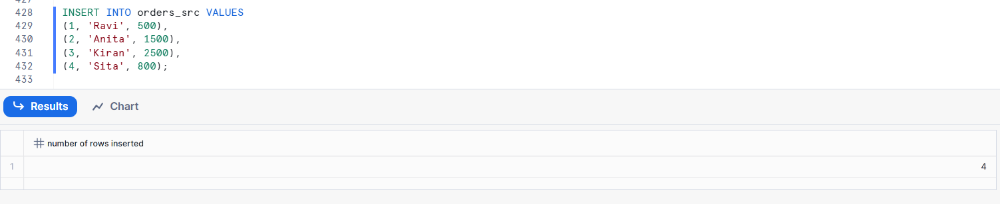 427
428 INSERT INTO orders_src VALUES
429 (1, 'Ravi', 500),
430 (2, 'Anita', 1500),
431 (3, 'Kiran', 2500),
432 (4, 'Sita', 800);
433
Results Chart
number of rows inserted
1 4